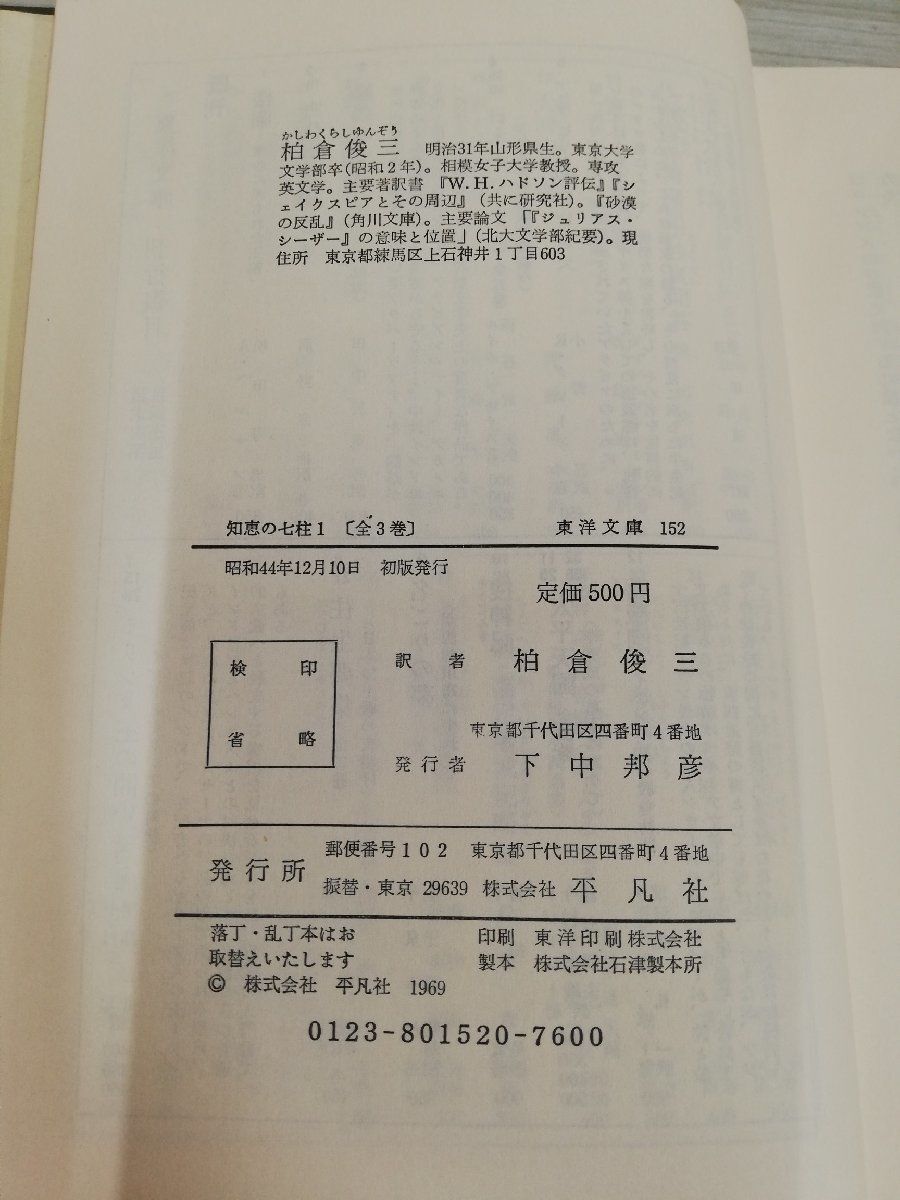 かしわくらしゆんぞう
柏倉俊三 明治31年山形県生。東京大学
文学部卒(昭和2年)。相模女子大学教授。専攻
英文学。主要著訳書 『W.H.ハドソン評伝』『シ
ェイクスピアとその周辺』(共に研究社)。『砂漠
の反乱』(角川文庫)。主要論文「『ジュリアス・
シーザー』の意味と位置」(北大文学部紀要)。現
住所 東京都練馬区上石神井1丁目603
知恵の七柱1 〔全3巻〕 東洋文庫 152
昭和44年12月10日 初版発行
定価500円
検印
省略
訳者 柏倉俊三
東京都千代田区四番町4番地
発行者 下中邦彦
発行所
郵便番号102 東京都千代田区四番町4番地
振替・東京 29639 株式会社 平凡社
落丁・乱丁本はお
取替えいたします
© 株式会社 平凡社 1969
印刷 東洋印刷株式会社
製本 株式会社石津製本所
0123-801520-7600